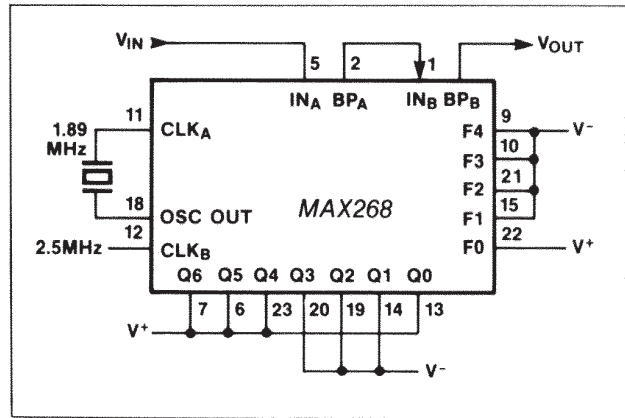 V_IN V_OUT
5 2 1
IN_A BP_A IN_B BP_B
11 CLK_A F4 9 V⁻
1.89 MHz
F3 10
F2 21
18 OSC OUT MAX268 F1 15
12 2.5MHz CLK_B F0 22 V⁺
Q6 Q5 Q4 Q3 Q2 Q1 Q0
7 6 23 20 19 14 13
V⁺
V⁻